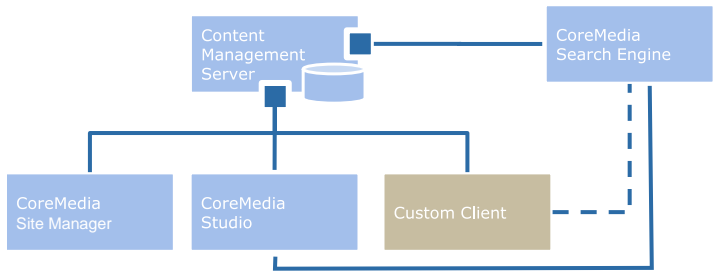 Content
Management
Server
CoreMedia
Search Engine
CoreMedia
Site Manager
CoreMedia
Studio
Custom Client